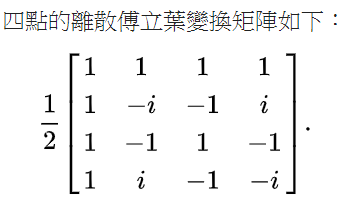 四點的離散傅立葉變換矩陣如下：
1 1 1 1
1 -i -1 i
1/2
1 -1 1 -1
1 i -1 -i .